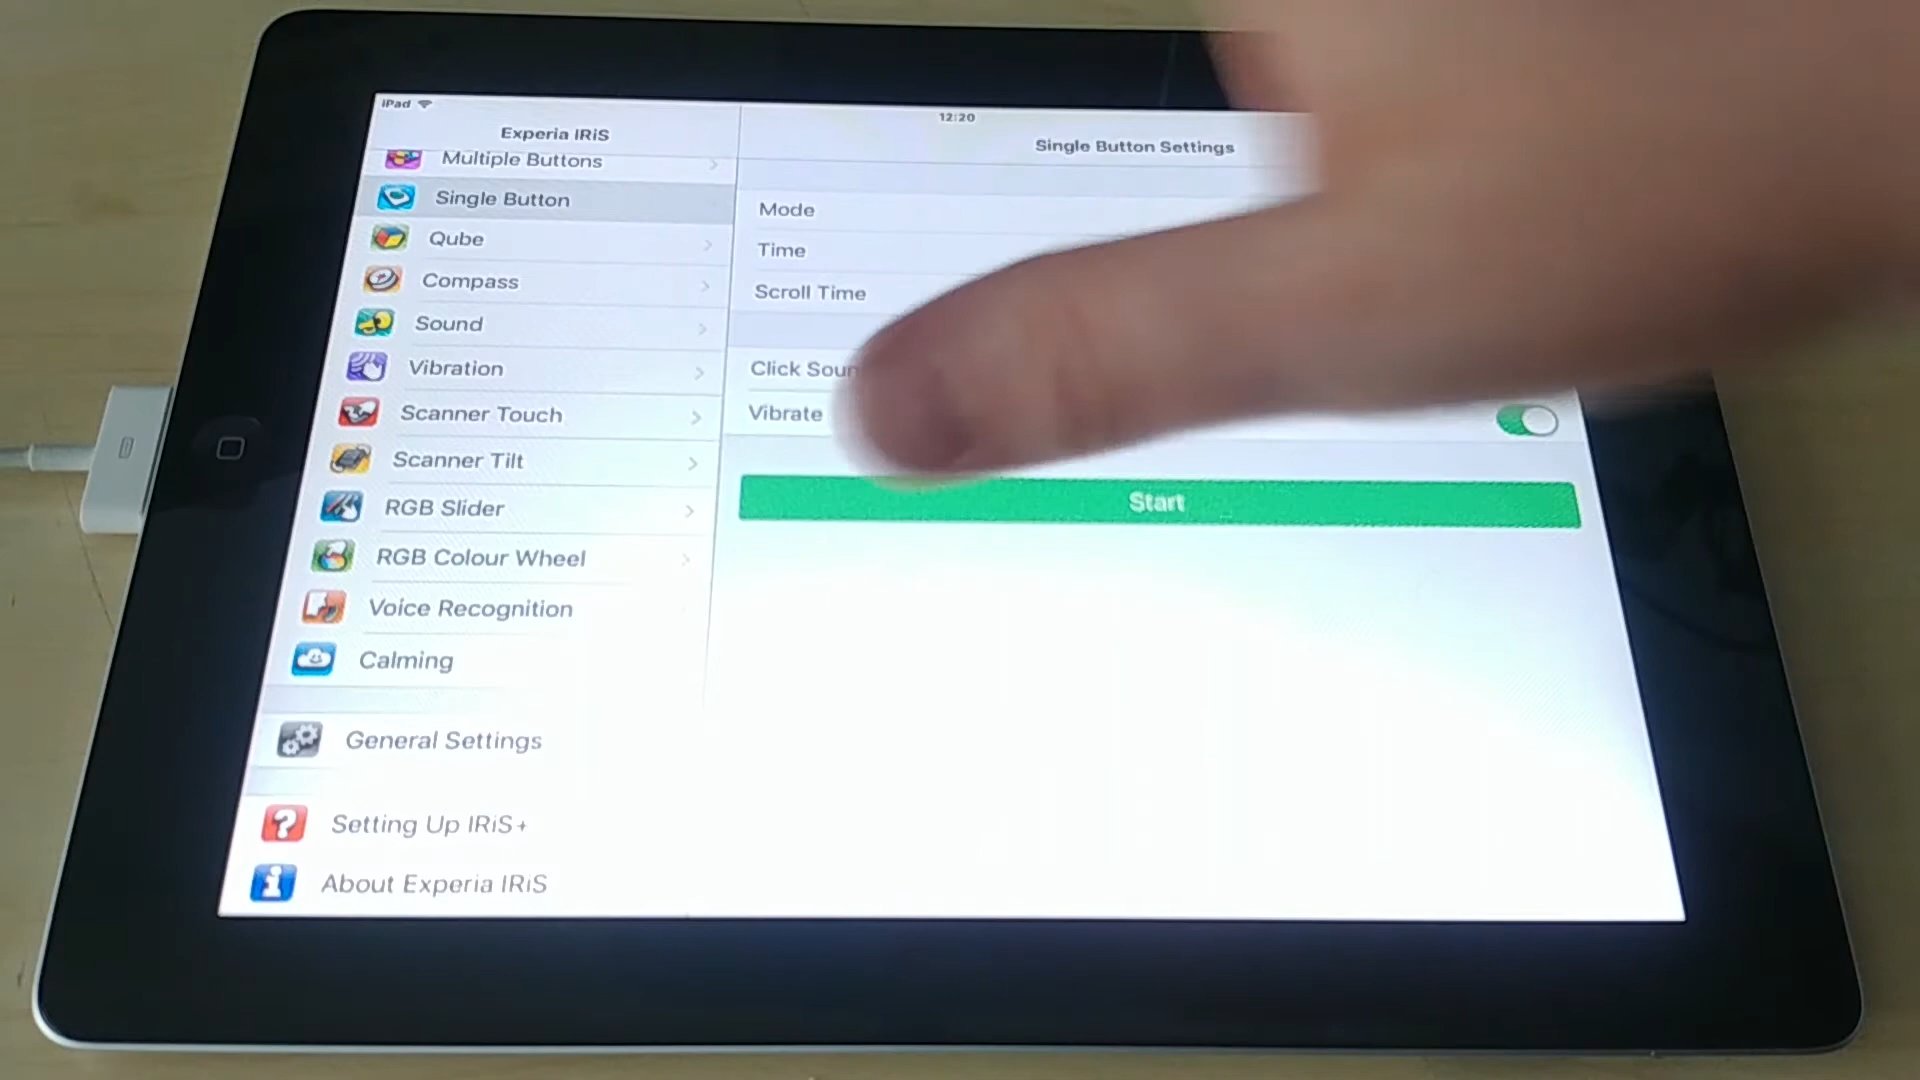 iPad
12:20
Experia IRiS
Multiple Buttons
Single Button
Qube
Compass
Sound
Vibration
Scanner Touch
Scanner Tilt
RGB Slider
RGB Colour Wheel
Voice Recognition
Calming
General Settings
Setting Up IRiS+
About Experia IRiS
Single Button Settings
Mode
Time
Scroll Time
Click Soun
Vibrate
Start